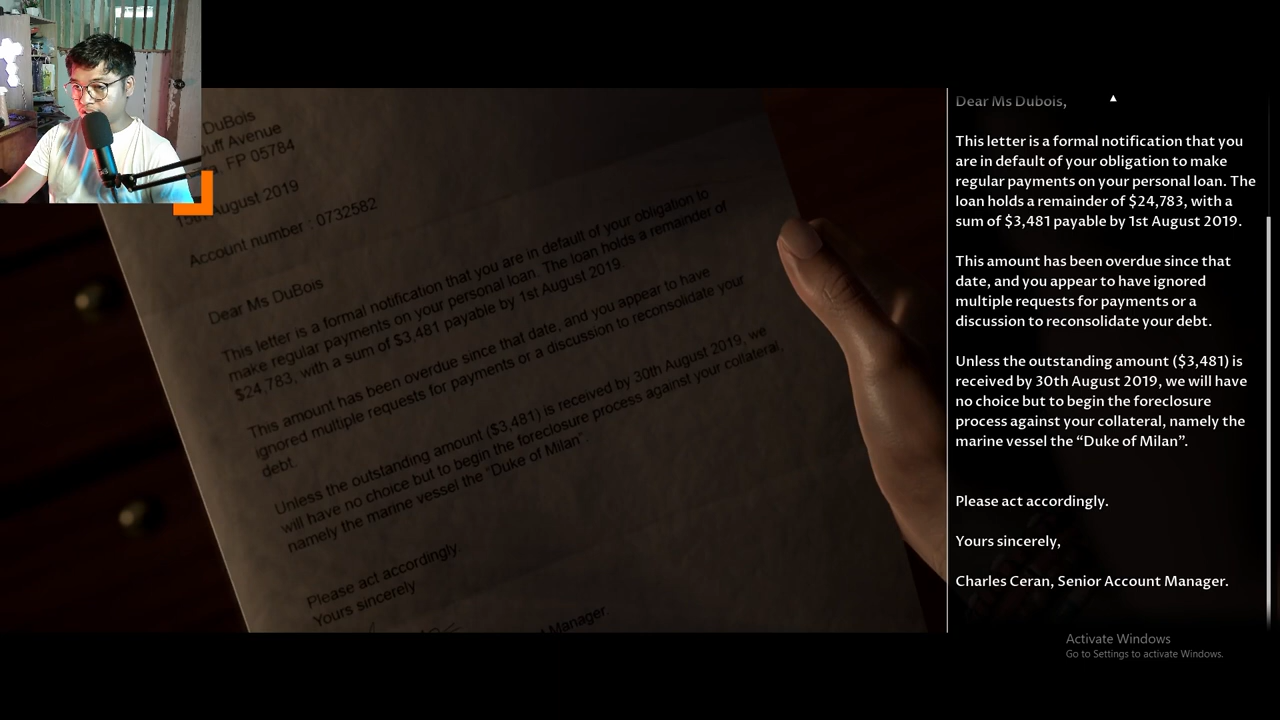 DuBois
uff Avenue
a, FP 05784
15th August 2019
Account number : 0732582
Dear Ms DuBois
This letter is a formal notification that you are in default of your obligation to
make regular payments on your personal loan. The loan holds a remainder of
$24,783, with a sum of $3,481 payable by 1st August 2019
This amount has been overdue since that date, and you appear to have
ignored multiple requests for payments or a discussion to reconsolidate your
debt.
Unless the outstanding amount ($3,481) is received by 30th August 2019, we
will have no choice but to begin the foreclosure process against your collateral,
namely the marine vessel the "Duke of Milan".
Please act accordingly.
Yours sincerely
Manager
Dear Ms Dubois,
This letter is a formal notification that you
are in default of your obligation to make
regular payments on your personal loan. The
loan holds a remainder of $24,783, with a
sum of $3,481 payable by 1st August 2019.
This amount has been overdue since that
date, and you appear to have ignored
multiple requests for payments or a
discussion to reconsolidate your debt.
Unless the outstanding amount ($3,481) is
received by 30th August 2019, we will have
no choice but to begin the foreclosure
process against your collateral, namely the
marine vessel the “Duke of Milan”.
Please act accordingly.
Yours sincerely,
Charles Ceran, Senior Account Manager.
Activate Windows
Go to Settings to activate Windows.